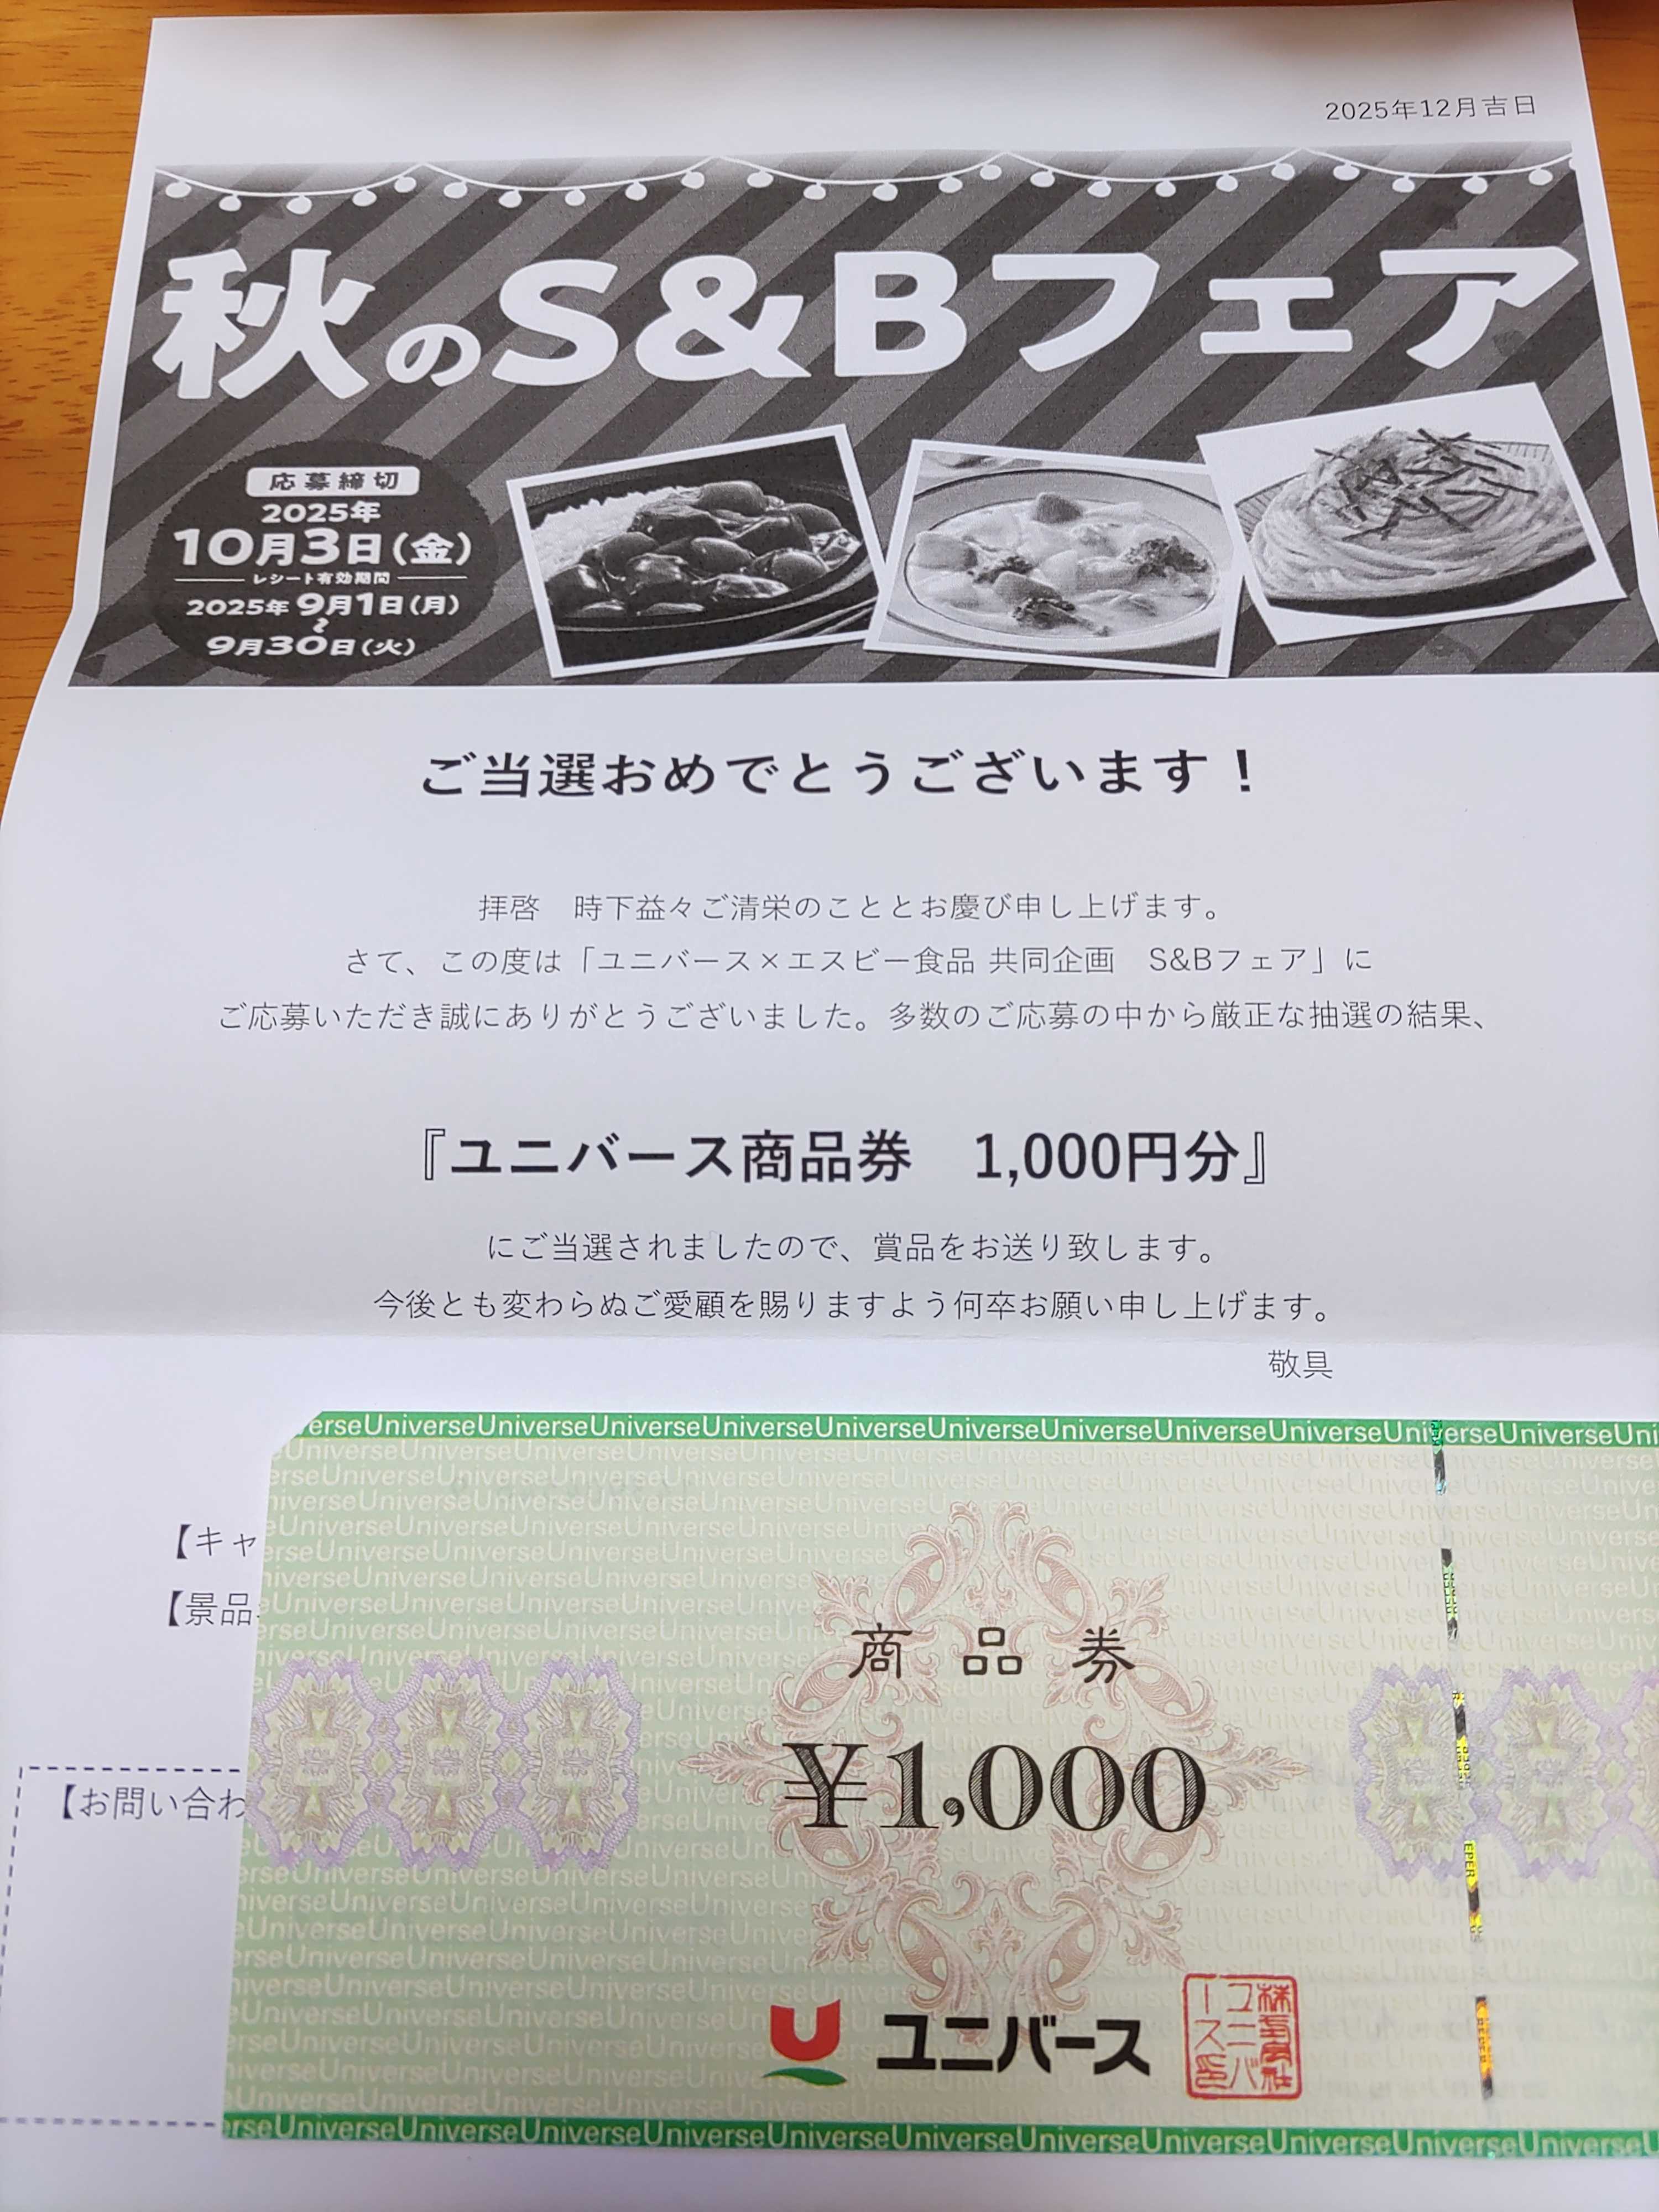 2025年12月吉日
秋のS&Bフェア
応募締切
2025年
10月3日(金)
レシート有効期間
2025年 9月1日(月)
~
9月30日(火)
ご当選おめでとうございます!
拝啓 時下益々ご清栄のこととお慶び申し上げます。
さて、この度は「ユニバース×エスビー食品 共同企画 S&Bフェア」に
ご応募いただき誠にありがとうございました。多数のご応募の中から厳正な抽選の結果、
『ユニバース商品券 1,000円分』
にご当選されましたので、賞品をお送り致します。
今後とも変わらぬご愛顧を賜りますよう何卒お願い申し上げます。
敬具
【キャ
【景品
【お問い合わ
erseUniverseUniverseUniverseUniverseUniverseUniverseUniverseUniverseUniverseUniverseUniverseUni
商品券
¥1,000
ユニバース
株式会社ユニバース印
erseUniverseUniverseUniverseUniverseUniverseUniverseUniverseUniverseUniverseUniverseUniverseU